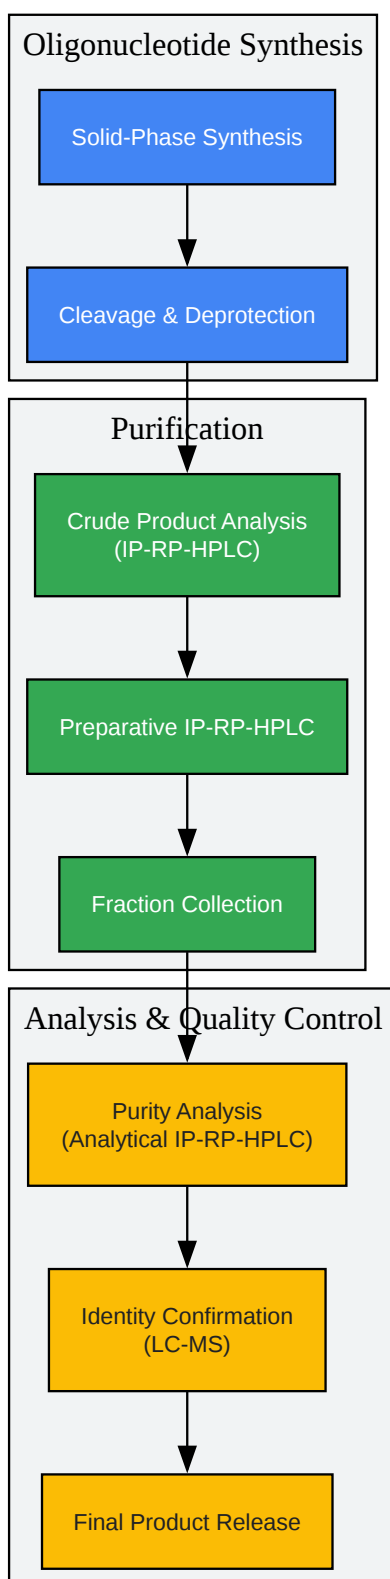 Oligonucleotide Synthesis
Solid-Phase Synthesis
Cleavage & Deprotection
Purification
Crude Product Analysis
(IP-RP-HPLC)
Preparative IP-RP-HPLC
Fraction Collection
Analysis & Quality Control
Purity Analysis
(Analytical IP-RP-HPLC)
Identity Confirmation
(LC-MS)
Final Product Release